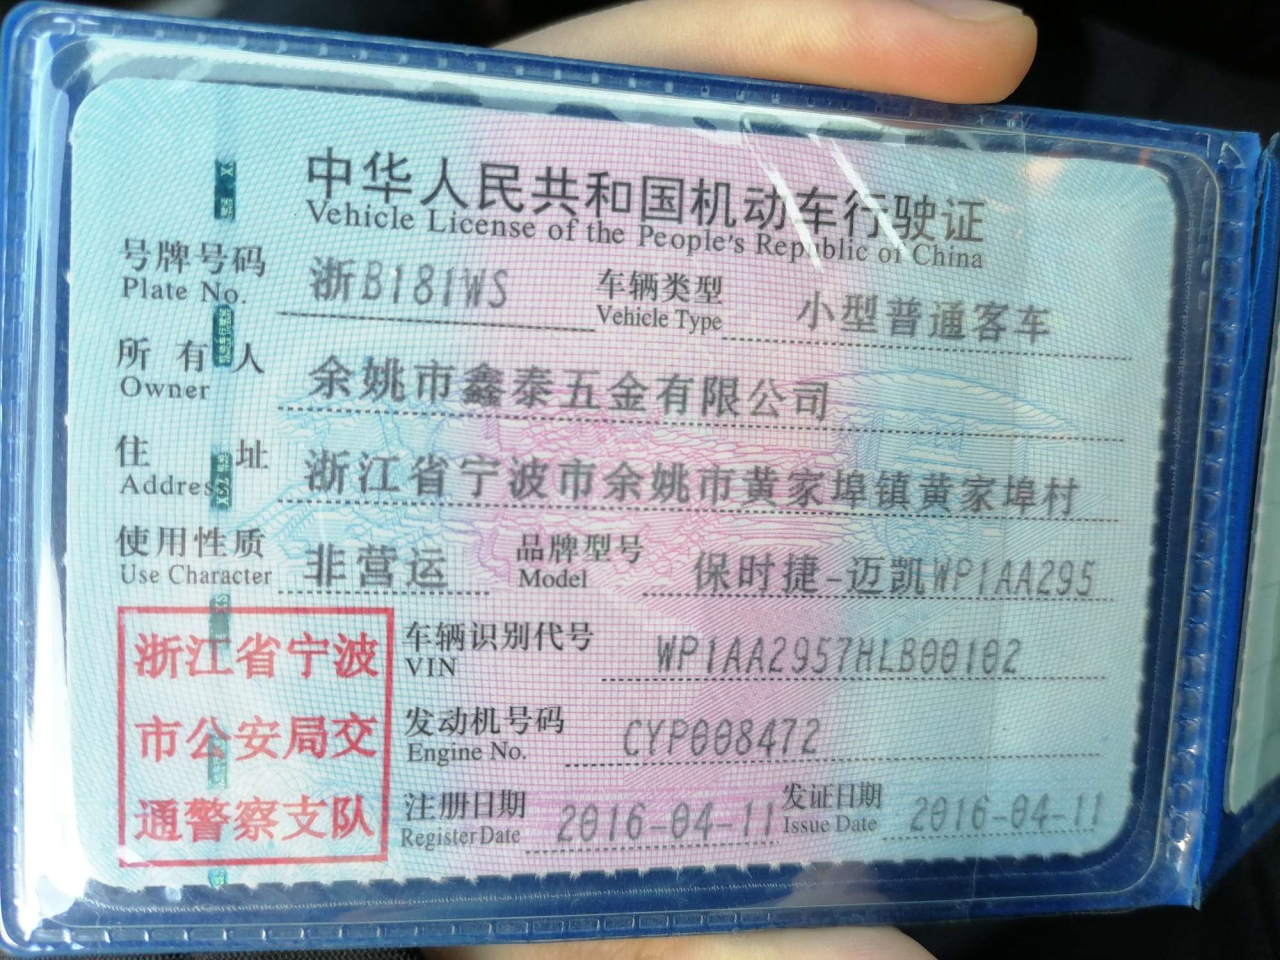 中华人民共和国机动车行驶证
Vehicle License of the People's Republic of China
号牌号码 浙B181WS 车辆类型 小型普通客车
Plate No. Vehicle Type
所有人 余姚市鑫泰五金有限公司
Owner
住址 浙江省宁波市余姚市黄家埠镇黄家埠村
Address
使用性质 非营运 品牌型号 保时捷-迈凯WP1AA295
Use Character Model
浙江省宁波
市公安局交
通警察支队
车辆识别代号 WP1AA2957HLB00102
VIN
发动机号码 CYP008472
Engine No.
注册日期 2016-04-11 发证日期 2016-04-11
Register Date Issue Date